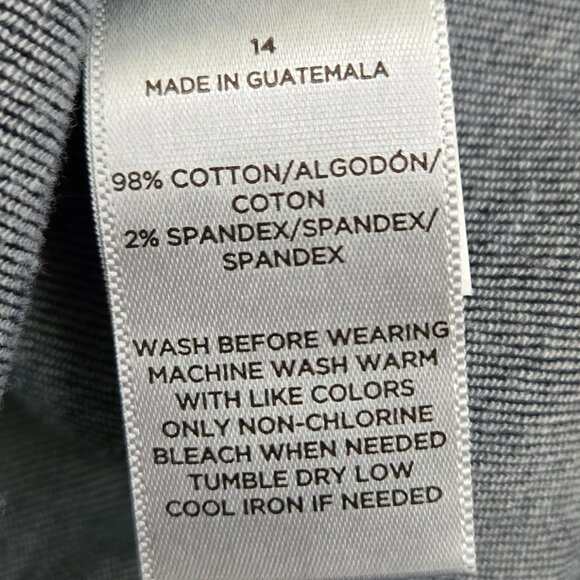 14
MADE IN GUATEMALA
98% COTTON/ALGODÓN/
COTON
2% SPANDEX/SPANDEX/
SPANDEX
WASH BEFORE WEARING
MACHINE WASH WARM
WITH LIKE COLORS
ONLY NON-CHLORINE
BLEACH WHEN NEEDED
TUMBLE DRY LOW
COOL IRON IF NEEDED